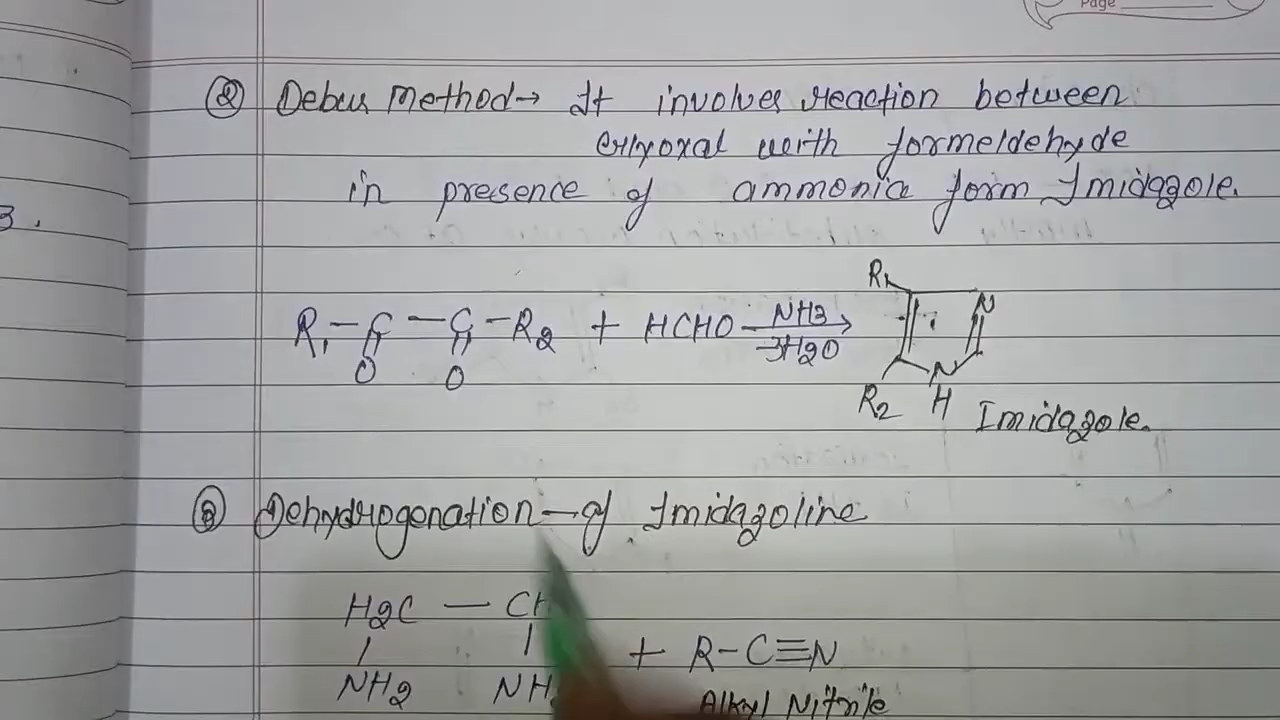 Page
② Debus Method → It involves reaction between
Glyoxal with formeldehyde
in presence of ammonia form Imidazole.
3.
R1 – C – C – R2 + HCHO NH3 → -3H2O
O O
R1 N
R2 N H Imidazole.
③ Dehydrogenation – of Imidazoline
H2C – CH
NH2 NH + R–C≡N
Alkyl Nitrile